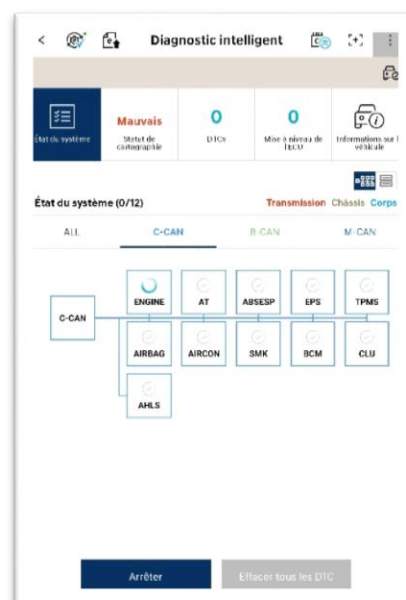 Diagnostic intelligent
État du système
Mauvais
Statut de
cartographie
0
DTCs
0
Mise à niveau de
l'ECU
Informations sur l
véhicule
État du système (0/12)
Transmission Châssis Corps
ALL C-CAN B-CAN M-CAN
C-CAN
ENGINE AT ABSESP EPS TPMS
AIRBAG AIRCON SMK BCM CLU
AHLS
Arrêter
Effacer tous les DTC